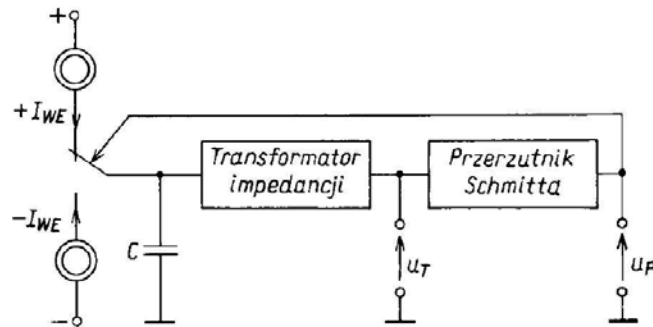 +
+I_WE
Transformator
impedancji
Przerzutnik
Schmitta
-I_WE
C
u_T
u_P
-